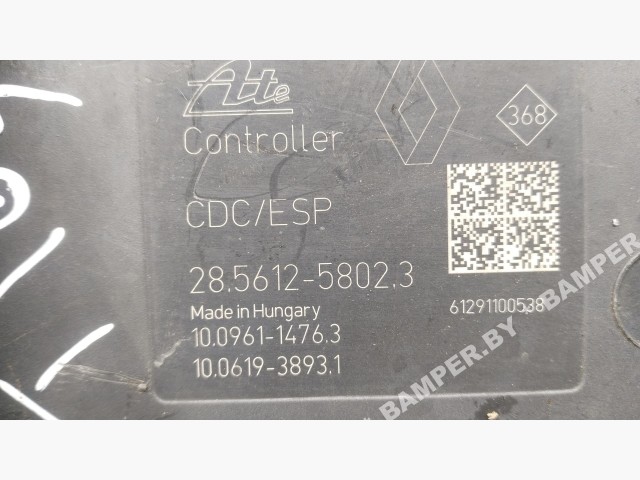 Ate
368
Controller
CDC/ESP
28.5612-5802.3
Made in Hungary
61291100538
10.0961-1476.3
10.0619-3893.1
BAMPER.BY - BAMPER.BY